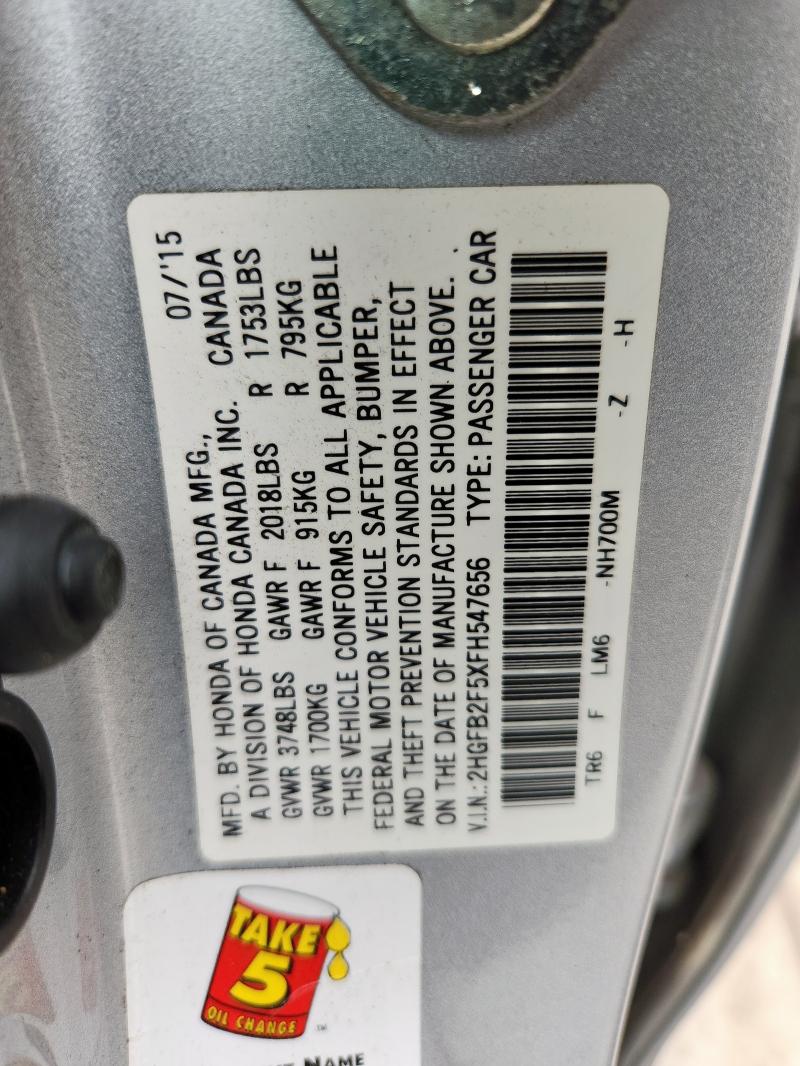 07/'15
MFD. BY HONDA OF CANADA MFG.,
A DIVISION OF HONDA CANADA INC. CANADA
GVWR 3748LBS GAWR F 2018LBS R 1753LBS
GVWR 1700KG GAWR F 915KG R 795KG
THIS VEHICLE CONFORMS TO ALL APPLICABLE
FEDERAL MOTOR VEHICLE SAFETY, BUMPER,
AND THEFT PREVENTION STANDARDS IN EFFECT
ON THE DATE OF MANUFACTURE SHOWN ABOVE.
V.I.N.: 2HGFB2F5XFH547656 TYPE: PASSENGER CAR
TR6 F LM6 -NH700M -Z -H
TAKE
5
OIL CHANGE
™
NAME